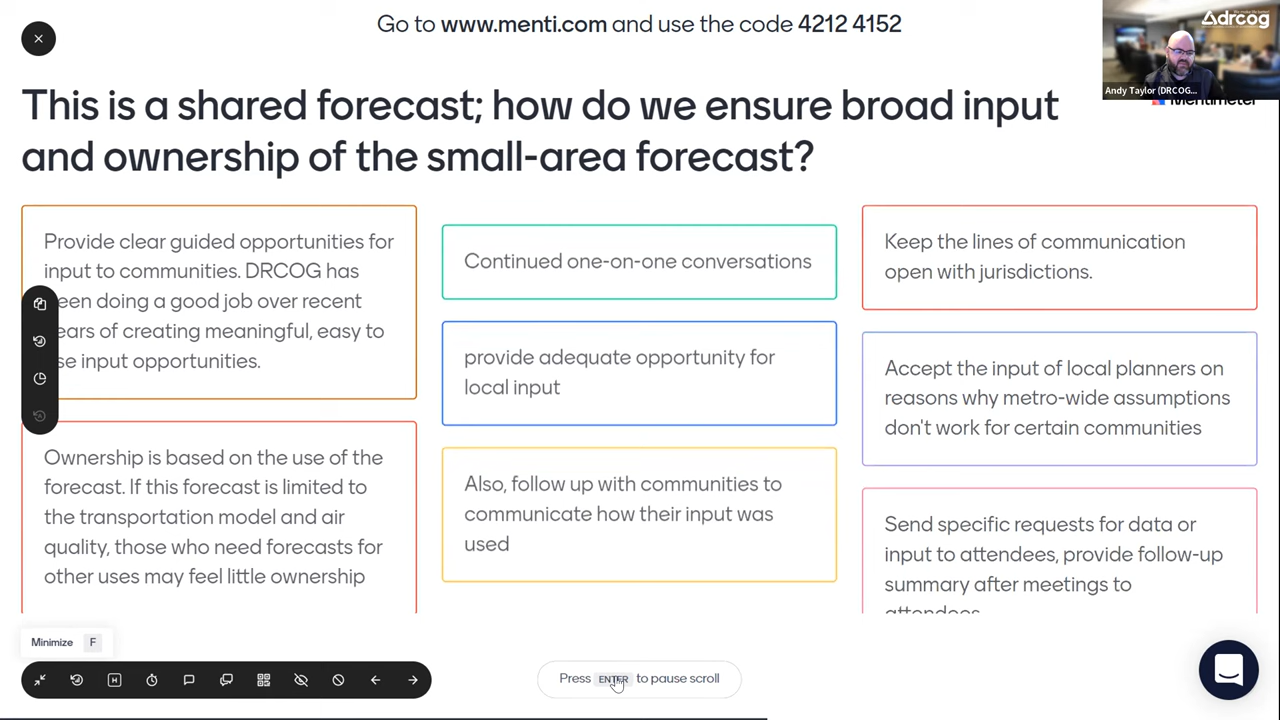 Go to www.menti.com and use the code 4212 4152
We make life better!
drcog
Andy Taylor (DRCOG...
Mentimeter
This is a shared forecast; how do we ensure broad input
and ownership of the small-area forecast?
Provide clear guided opportunities for
input to communities. DRCOG has
een doing a good job over recent
ears of creating meaningful, easy to
se input opportunities.
Ownership is based on the use of the
forecast. If this forecast is limited to
the transportation model and air
quality, those who need forecasts for
other uses may feel little ownership
Continued one-on-one conversations
provide adequate opportunity for
local input
Also, follow up with communities to
communicate how their input was
used
Keep the lines of communication
open with jurisdictions.
Accept the input of local planners on
reasons why metro-wide assumptions
don't work for certain communities
Send specific requests for data or
input to attendees, provide follow-up
summary after meetings to
attendees
Minimize F
H
Press ENTER to pause scroll